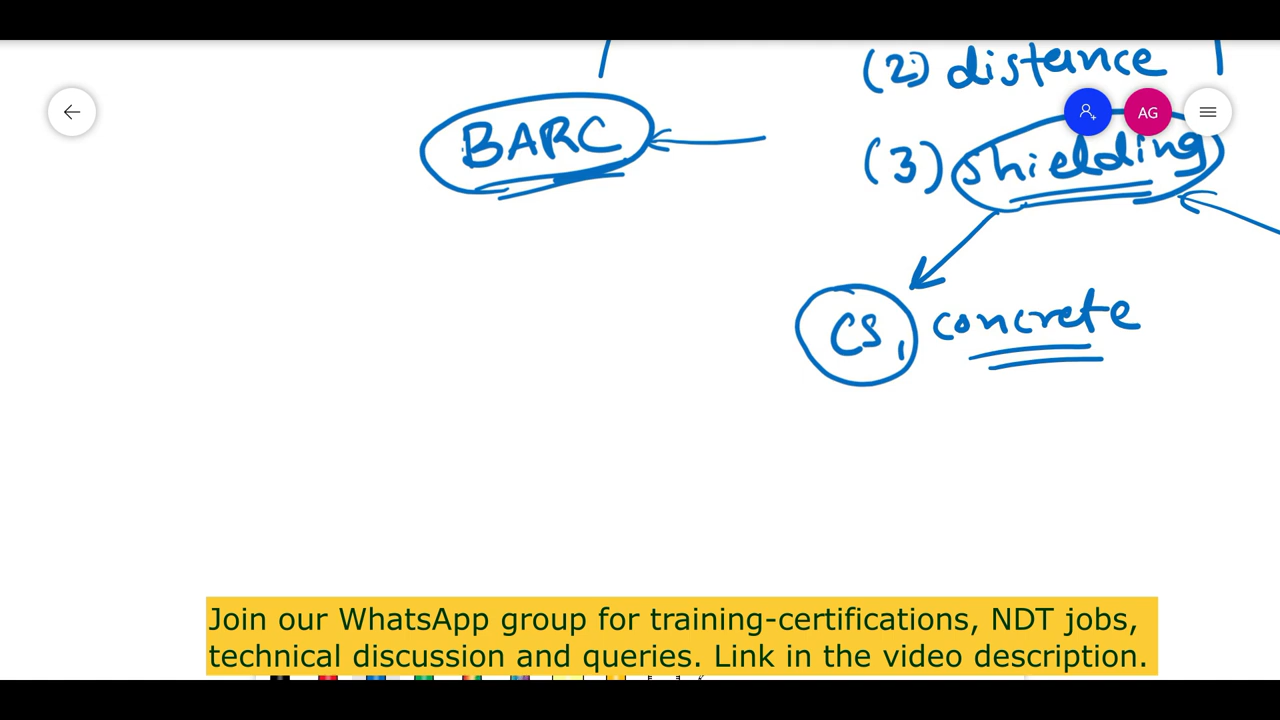 (2) distance
AG
BARC
(3) shielding
CS, concrete
Join our WhatsApp group for training-certifications, NDT jobs,
technical discussion and queries. Link in the video description.